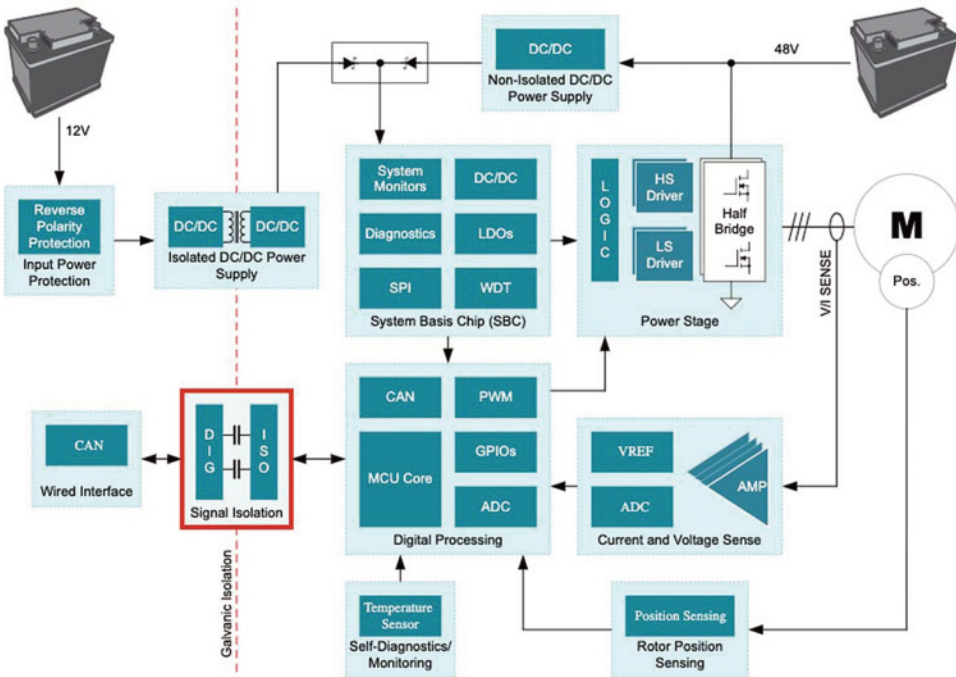 DC/DC
Non-Isolated DC/DC
Power Supply
48V
12V
Reverse
Polarity
Protection
Input Power
Protection
DC/DC
DC/DC
Isolated DC/DC Power
Supply
System
Monitors
DC/DC
Diagnostics
LDOs
SPI
WDT
System Basis Chip (SBC)
LOGIC
HS
Driver
LS
Driver
Half
Bridge
Power Stage
M
Pos.
V/I SENSE
CAN
Wired Interface
DIG
ISO
Signal Isolation
Galvanic Isolation
CAN
PWM
MCU Core
GPIOs
ADC
Digital Processing
VREF
ADC
AMP
Current and Voltage Sense
Temperature
Sensor
Self-Diagnostics/
Monitoring
Position Sensing
Rotor Position
Sensing